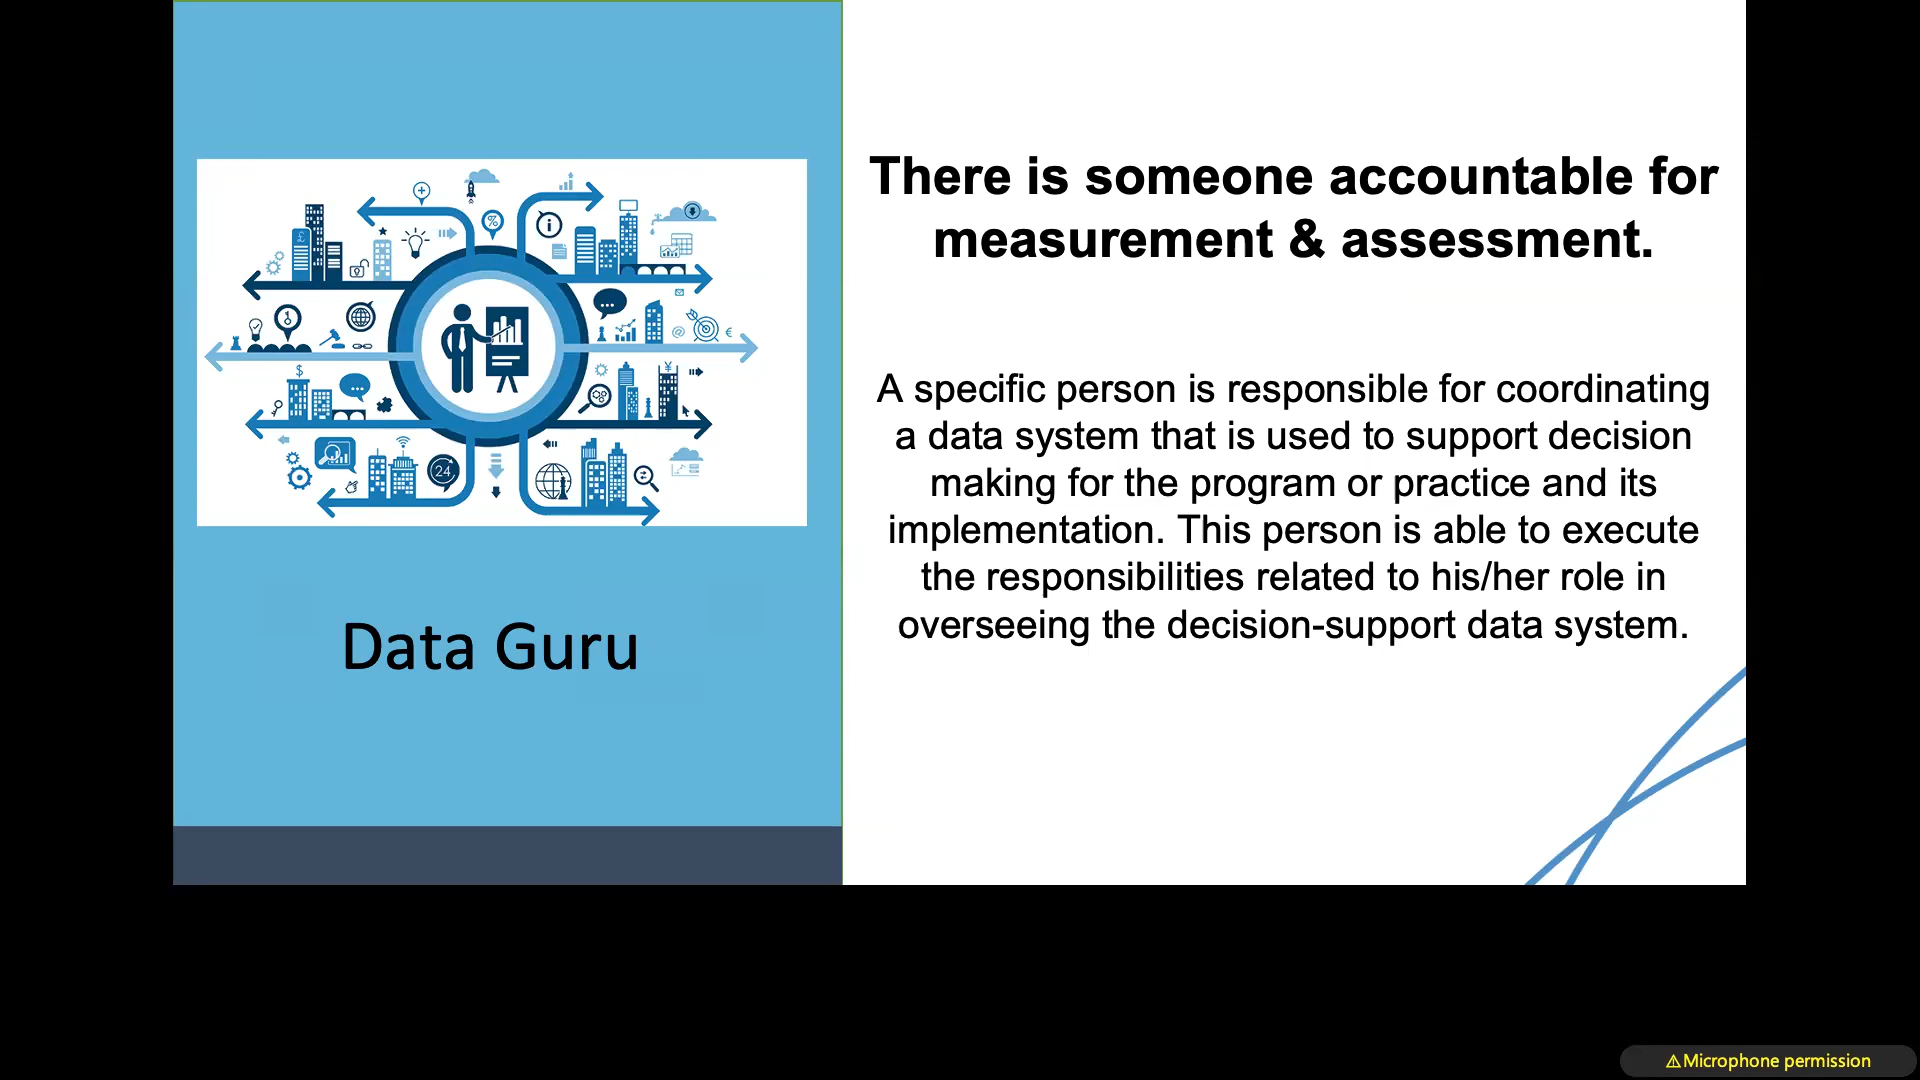 There is someone accountable for
measurement & assessment.
A specific person is responsible for coordinating
a data system that is used to support decision
making for the program or practice and its
implementation. This person is able to execute
the responsibilities related to his/her role in
overseeing the decision-support data system.
24
Data Guru
⚠Microphone permission